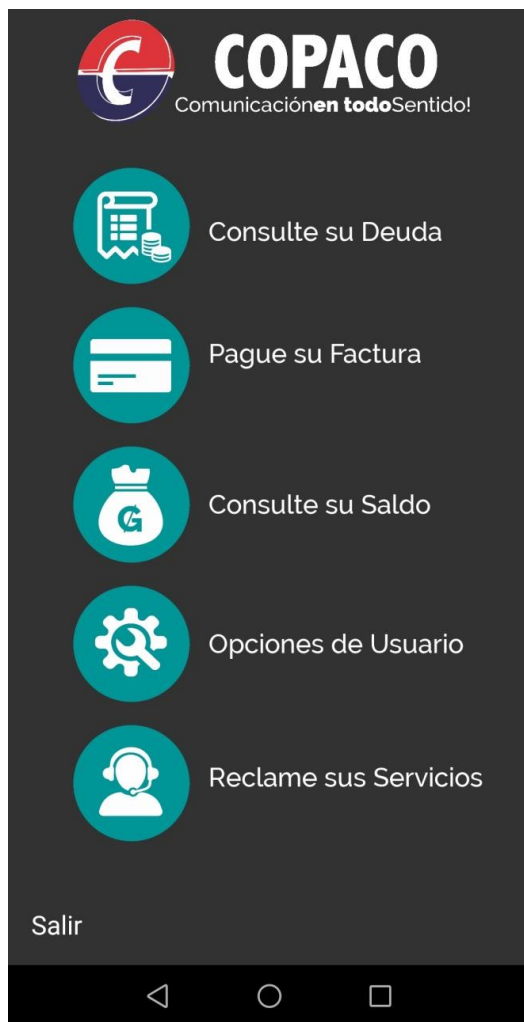 COPACO
Comunicaciónen todoSentido!
Consulte su Deuda
Pague su Factura
₲
Consulte su Saldo
Opciones de Usuario
Reclame sus Servicios
Salir